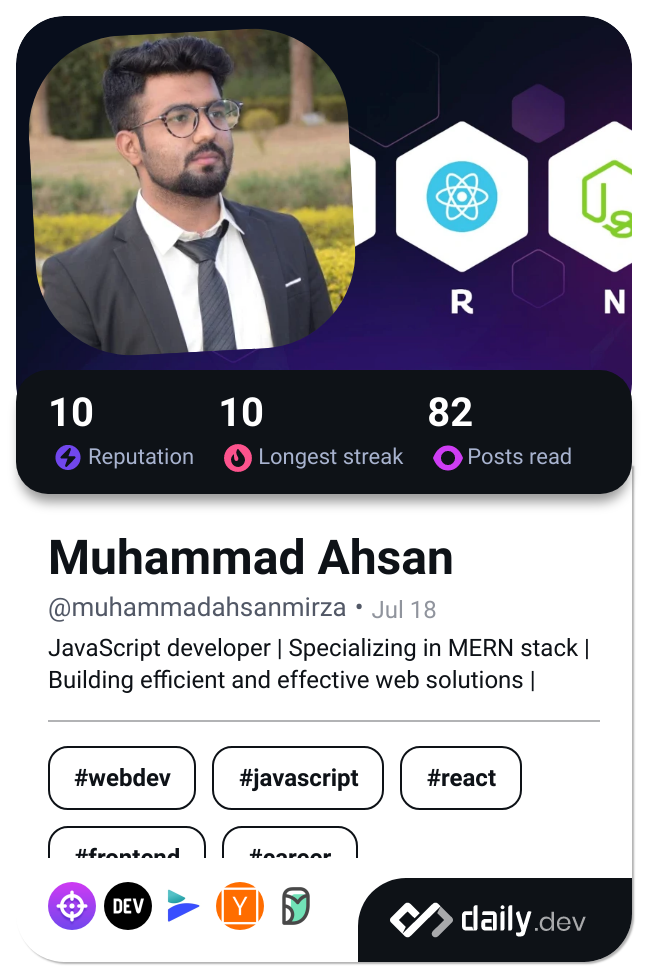 R N
10 10 82
Reputation Longest streak Posts read
Muhammad Ahsan
@muhammadahsanmirza • Jul 18
JavaScript developer | Specializing in MERN stack |
Building efficient and effective web solutions |
#webdev #javascript #react
#frontend #career
DEV Y daily.dev